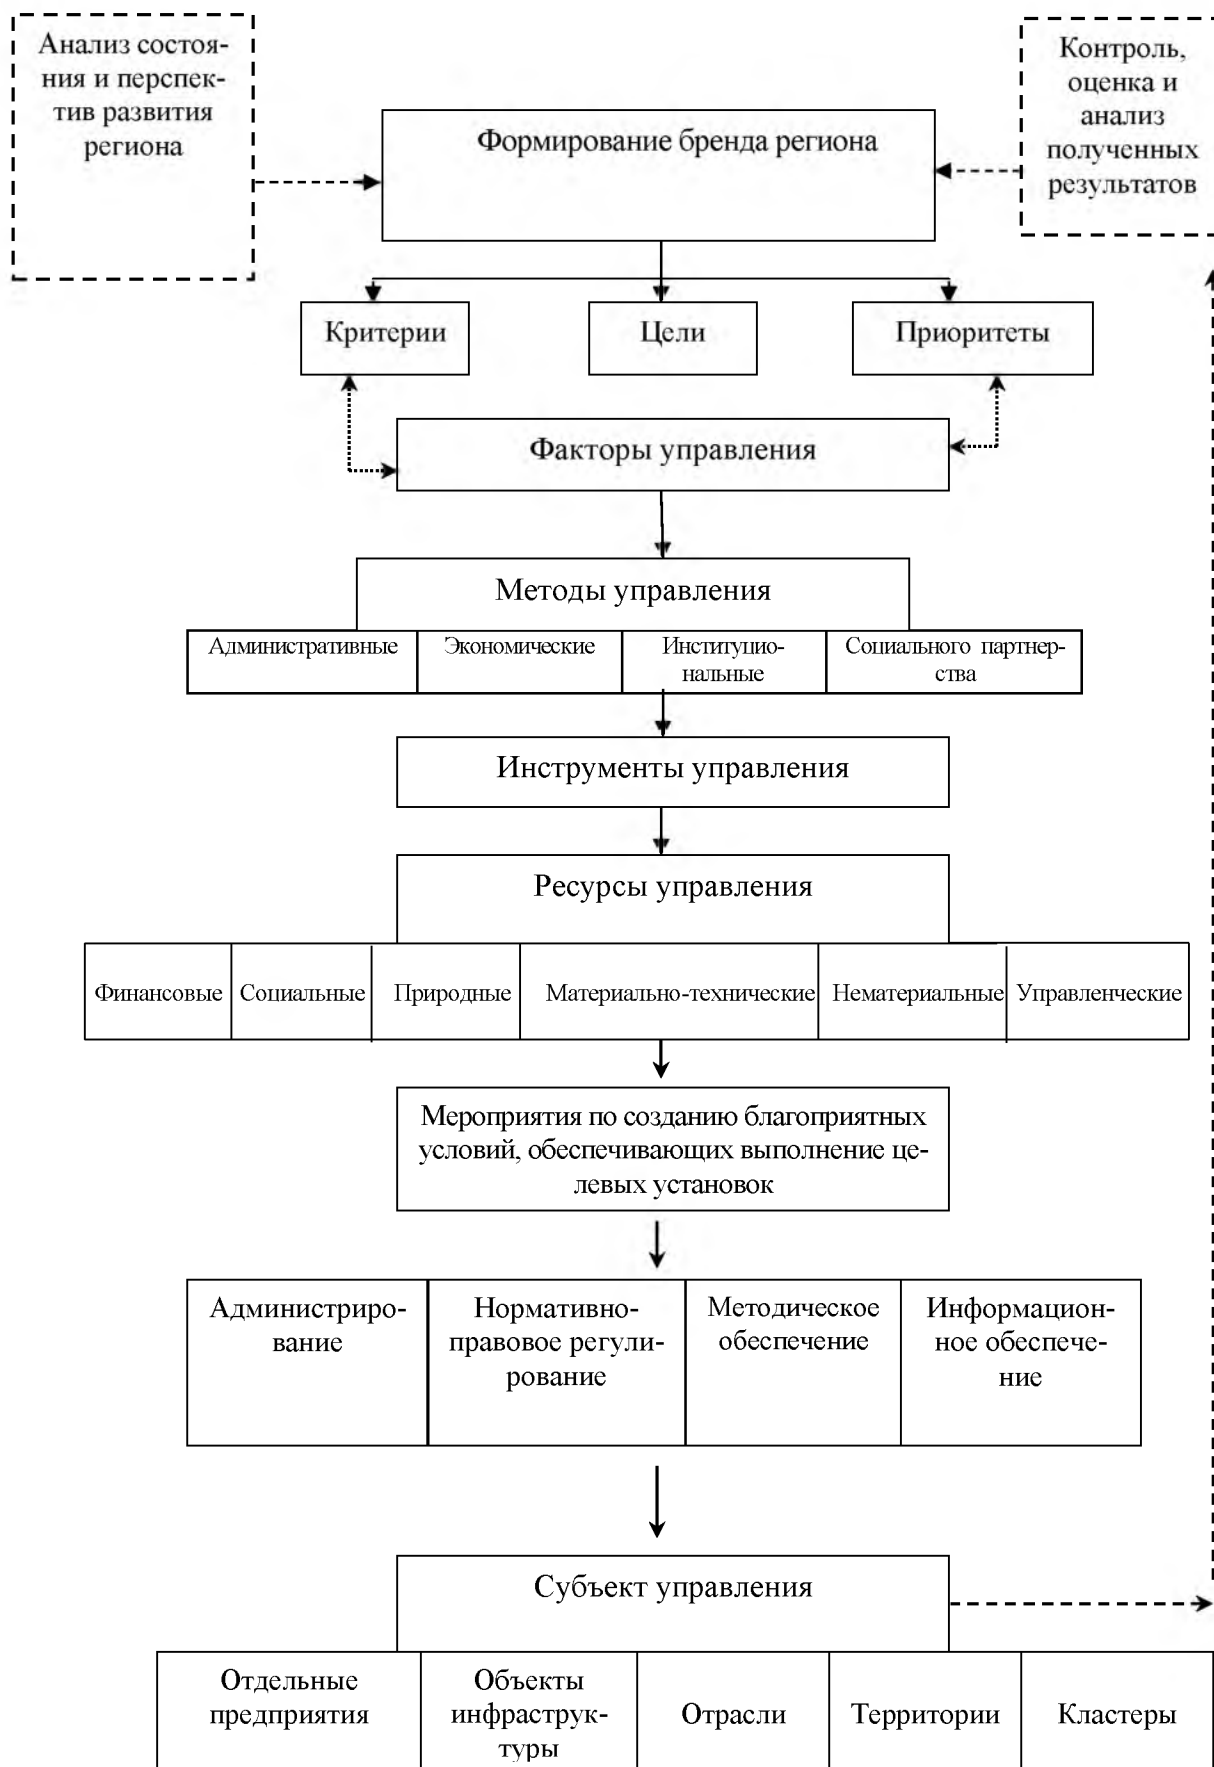 Анализ состоя-
ния и перспек-
тив развития
региона
Контроль,
оценка и
анализ
полученных
результатов
Формирование бренда региона
Критерии
Цели
Приоритеты
Факторы управления
Методы управления
Административные
Экономические
Институцио-
нальные
Социального партнер-
ства
Инструменты управления
Ресурсы управления
Финансовые
Социальные
Природные
Материально-технические
Нематериальные
Управленческие
Мероприятия по созданию благоприятных
условий, обеспечивающих выполнение це-
левых установок
Администриро-
вание
Нормативно-
правовое регули-
рование
Методическое
обеспечение
Информацион-
ное обеспече-
ние
Субъект управления
Отдельные
предприятия
Объекты
инфраструк-
туры
Отрасли
Территории
Кластеры